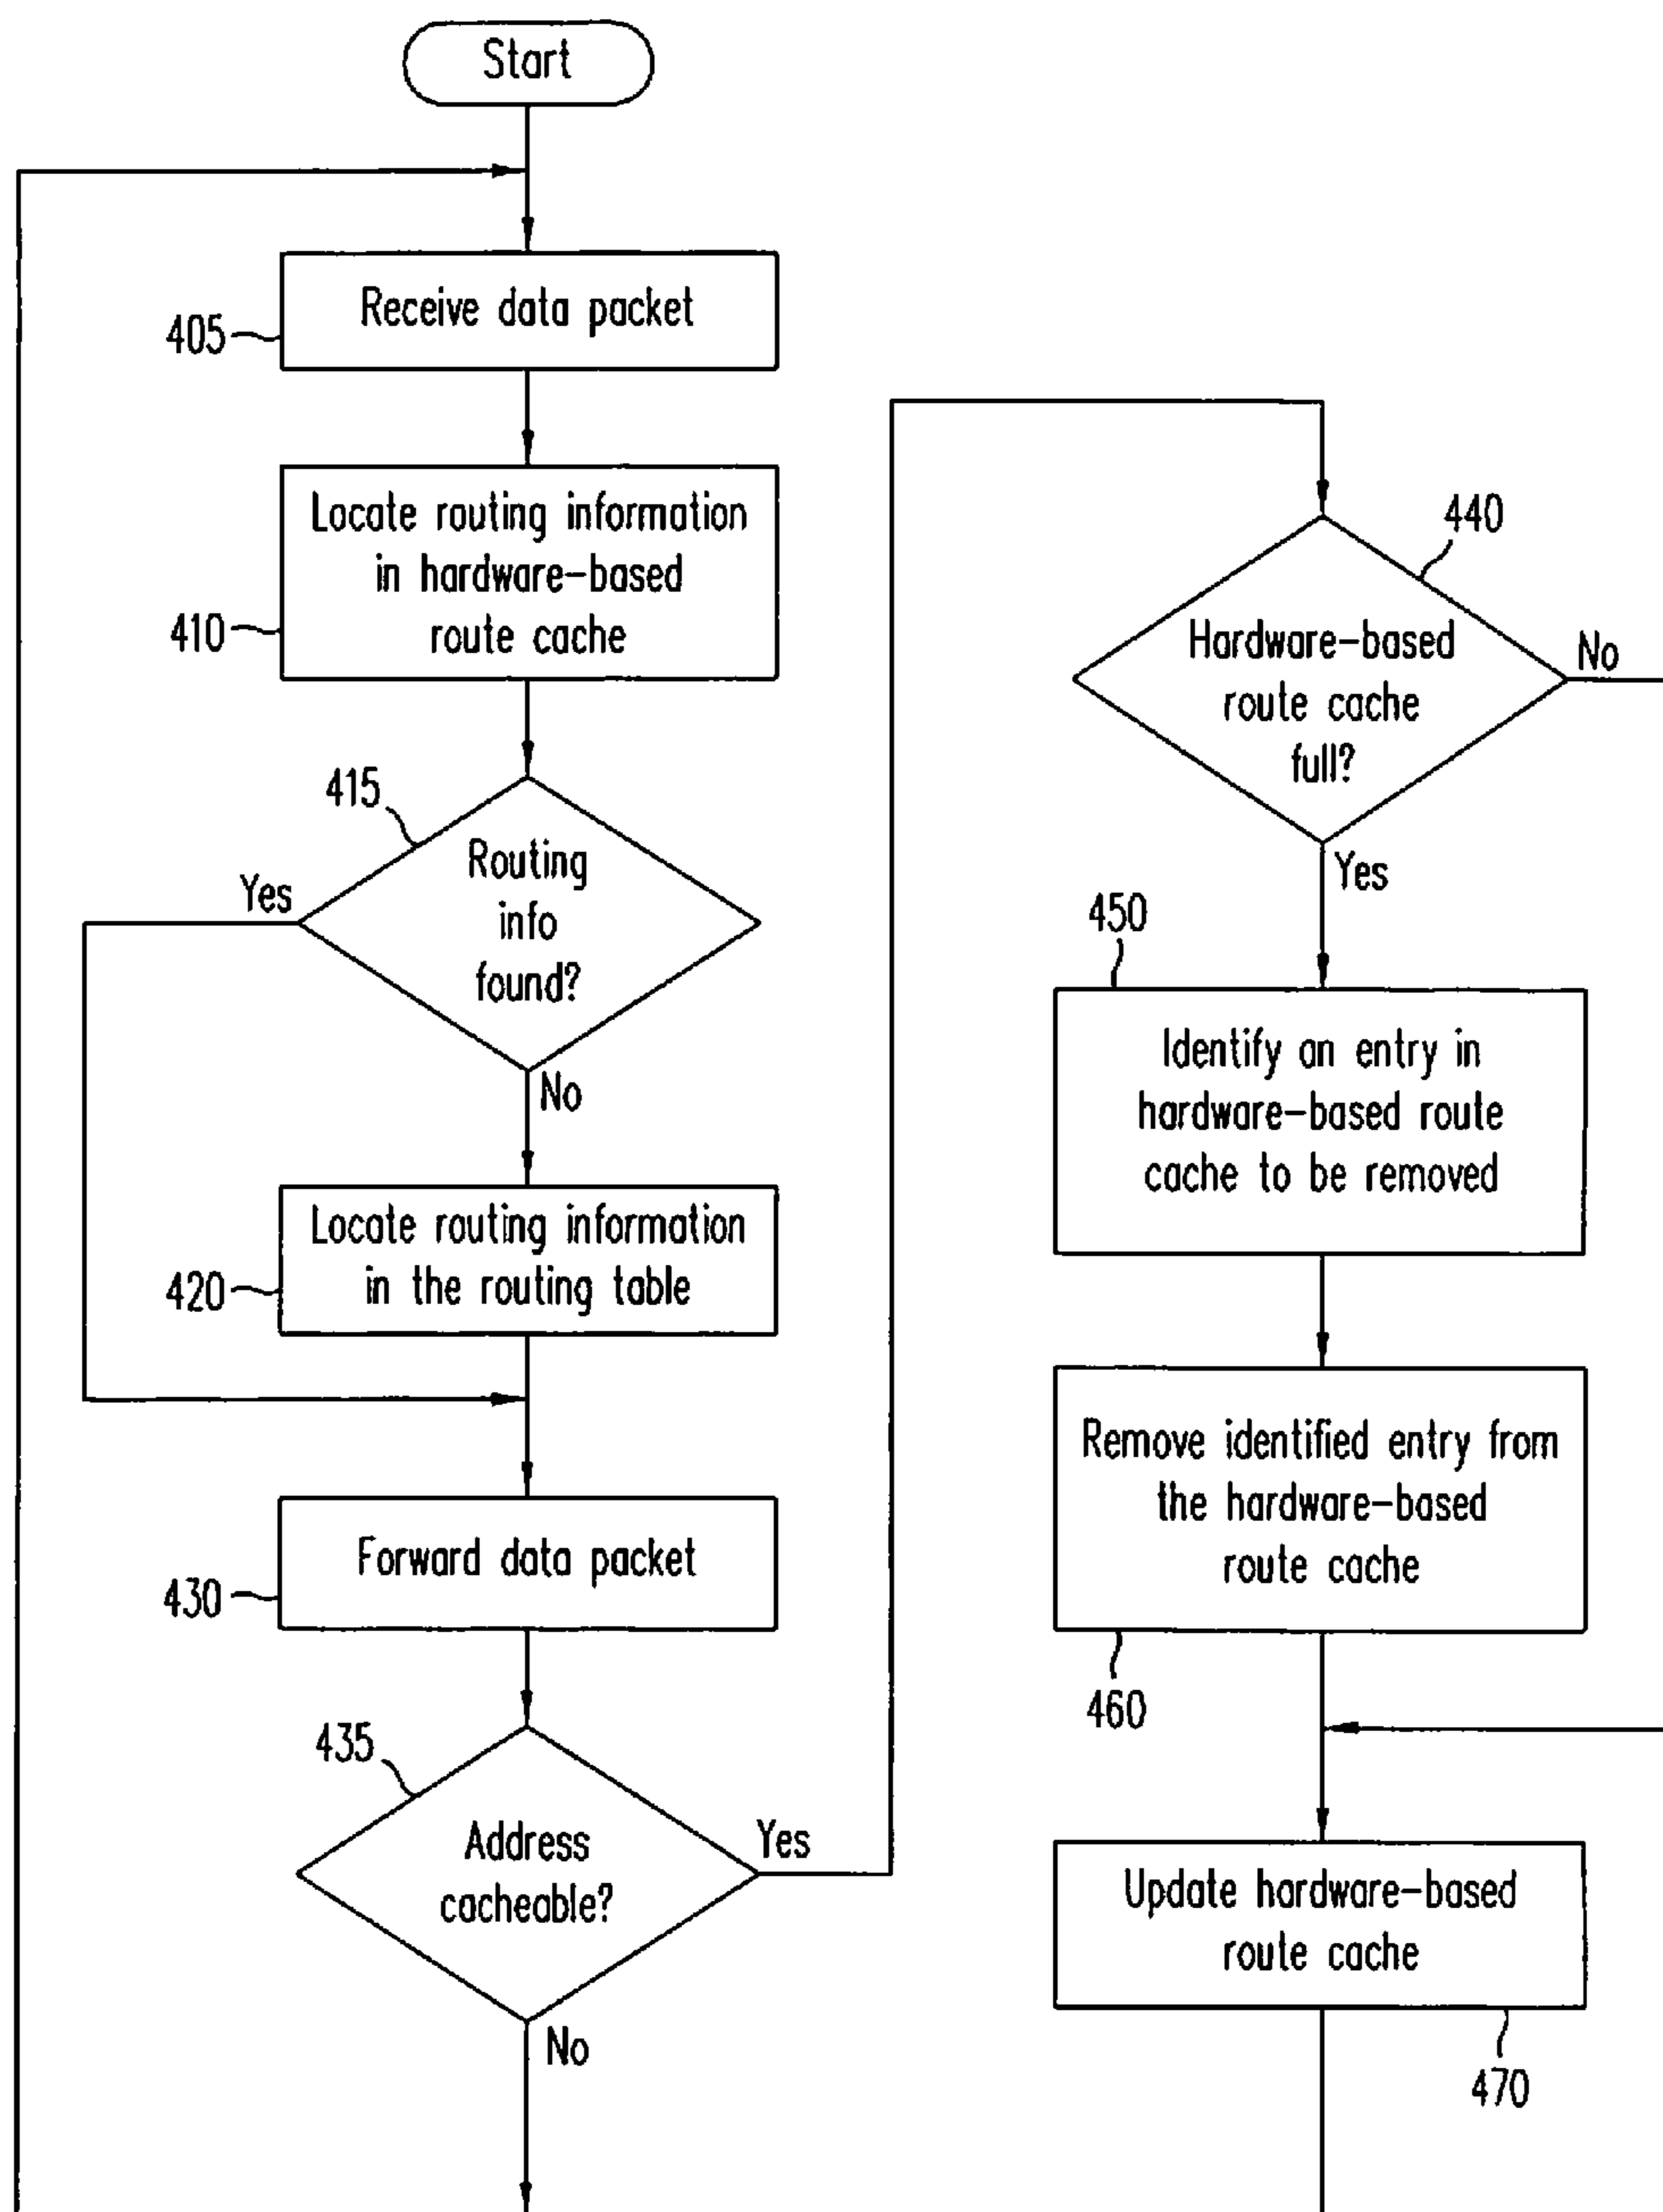 Start
Receive data packet
405
Locate routing information
in hardware-based
route cache
410
415
Routing
info
found?
Yes
No
Locate routing information
in the routing table
420
Forward data packet
430
435
Address
cacheable?
Yes
No
440
Hardware-based
route cache
full?
No
Yes
450
Identify an entry in
hardware-based route
cache to be removed
Remove identified entry from
the hardware-based
route cache
460
Update hardware-based
route cache
470